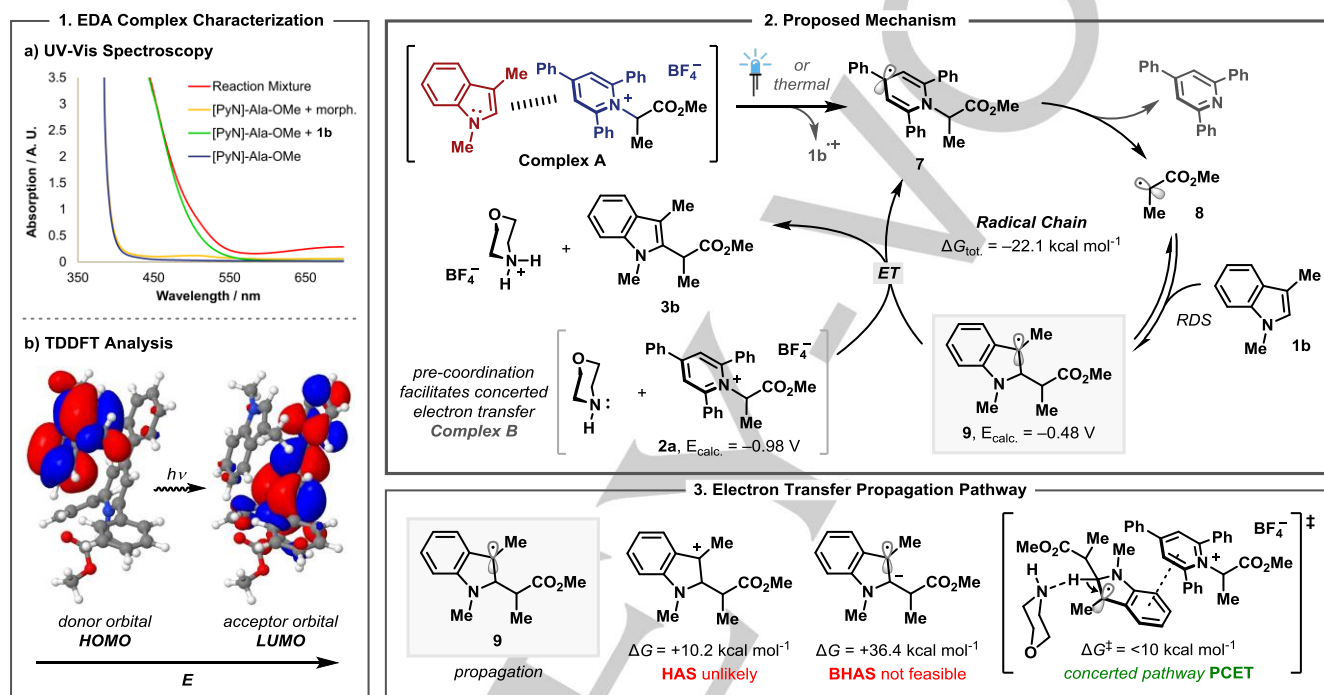 1. EDA Complex Characterization
a) UV-Vis Spectroscopy
3.5
3
2.5
2
1.5
1
0.5
0
Absorption / A. U.
Reaction Mixture
[PyN]-Ala-OMe + morph.
[PyN]-Ala-OMe + 1b
[PyN]-Ala-OMe
350 450 550 650
Wavelength / nm
b) TDDFT Analysis
hν
donor orbital
HOMO
acceptor orbital
LUMO
E
2. Proposed Mechanism
Me
N
Me
Ph
Ph
N
+
Ph
BF4−
CO2Me
Me
Complex A
or
thermal
1b•+
Ph
Ph
N
Ph
CO2Me
Me
7
Ph
Ph
N
Ph
CO2Me
Me
8
Radical Chain
ΔGtot. = –22.1 kcal mol-1
O
N
H
H
+
BF4−
+
Me
N
Me
CO2Me
Me
3b
ET
RDS
Me
N
Me
1b
pre-coordination
facilitates concerted
electron transfer
Complex B
O
N
H
+
Ph
Ph
N
+
Ph
BF4−
CO2Me
Me
2a, Ecalc. = –0.98 V
Me
N
Me
CO2Me
Me
9, Ecalc. = –0.48 V
3. Electron Transfer Propagation Pathway
Me
N
Me
CO2Me
Me
9
propagation
+
Me
N
Me
CO2Me
Me
ΔG = +10.2 kcal mol-1
HAS unlikely
Me
−
N
Me
CO2Me
Me
ΔG = +36.4 kcal mol-1
BHAS not feasible
MeO2C
Me
Me
N
H
H
N
O
Me
Ph
Ph
N
+
Ph
BF4−
CO2Me
Me
‡
ΔG‡ = <10 kcal mol-1
concerted pathway PCET